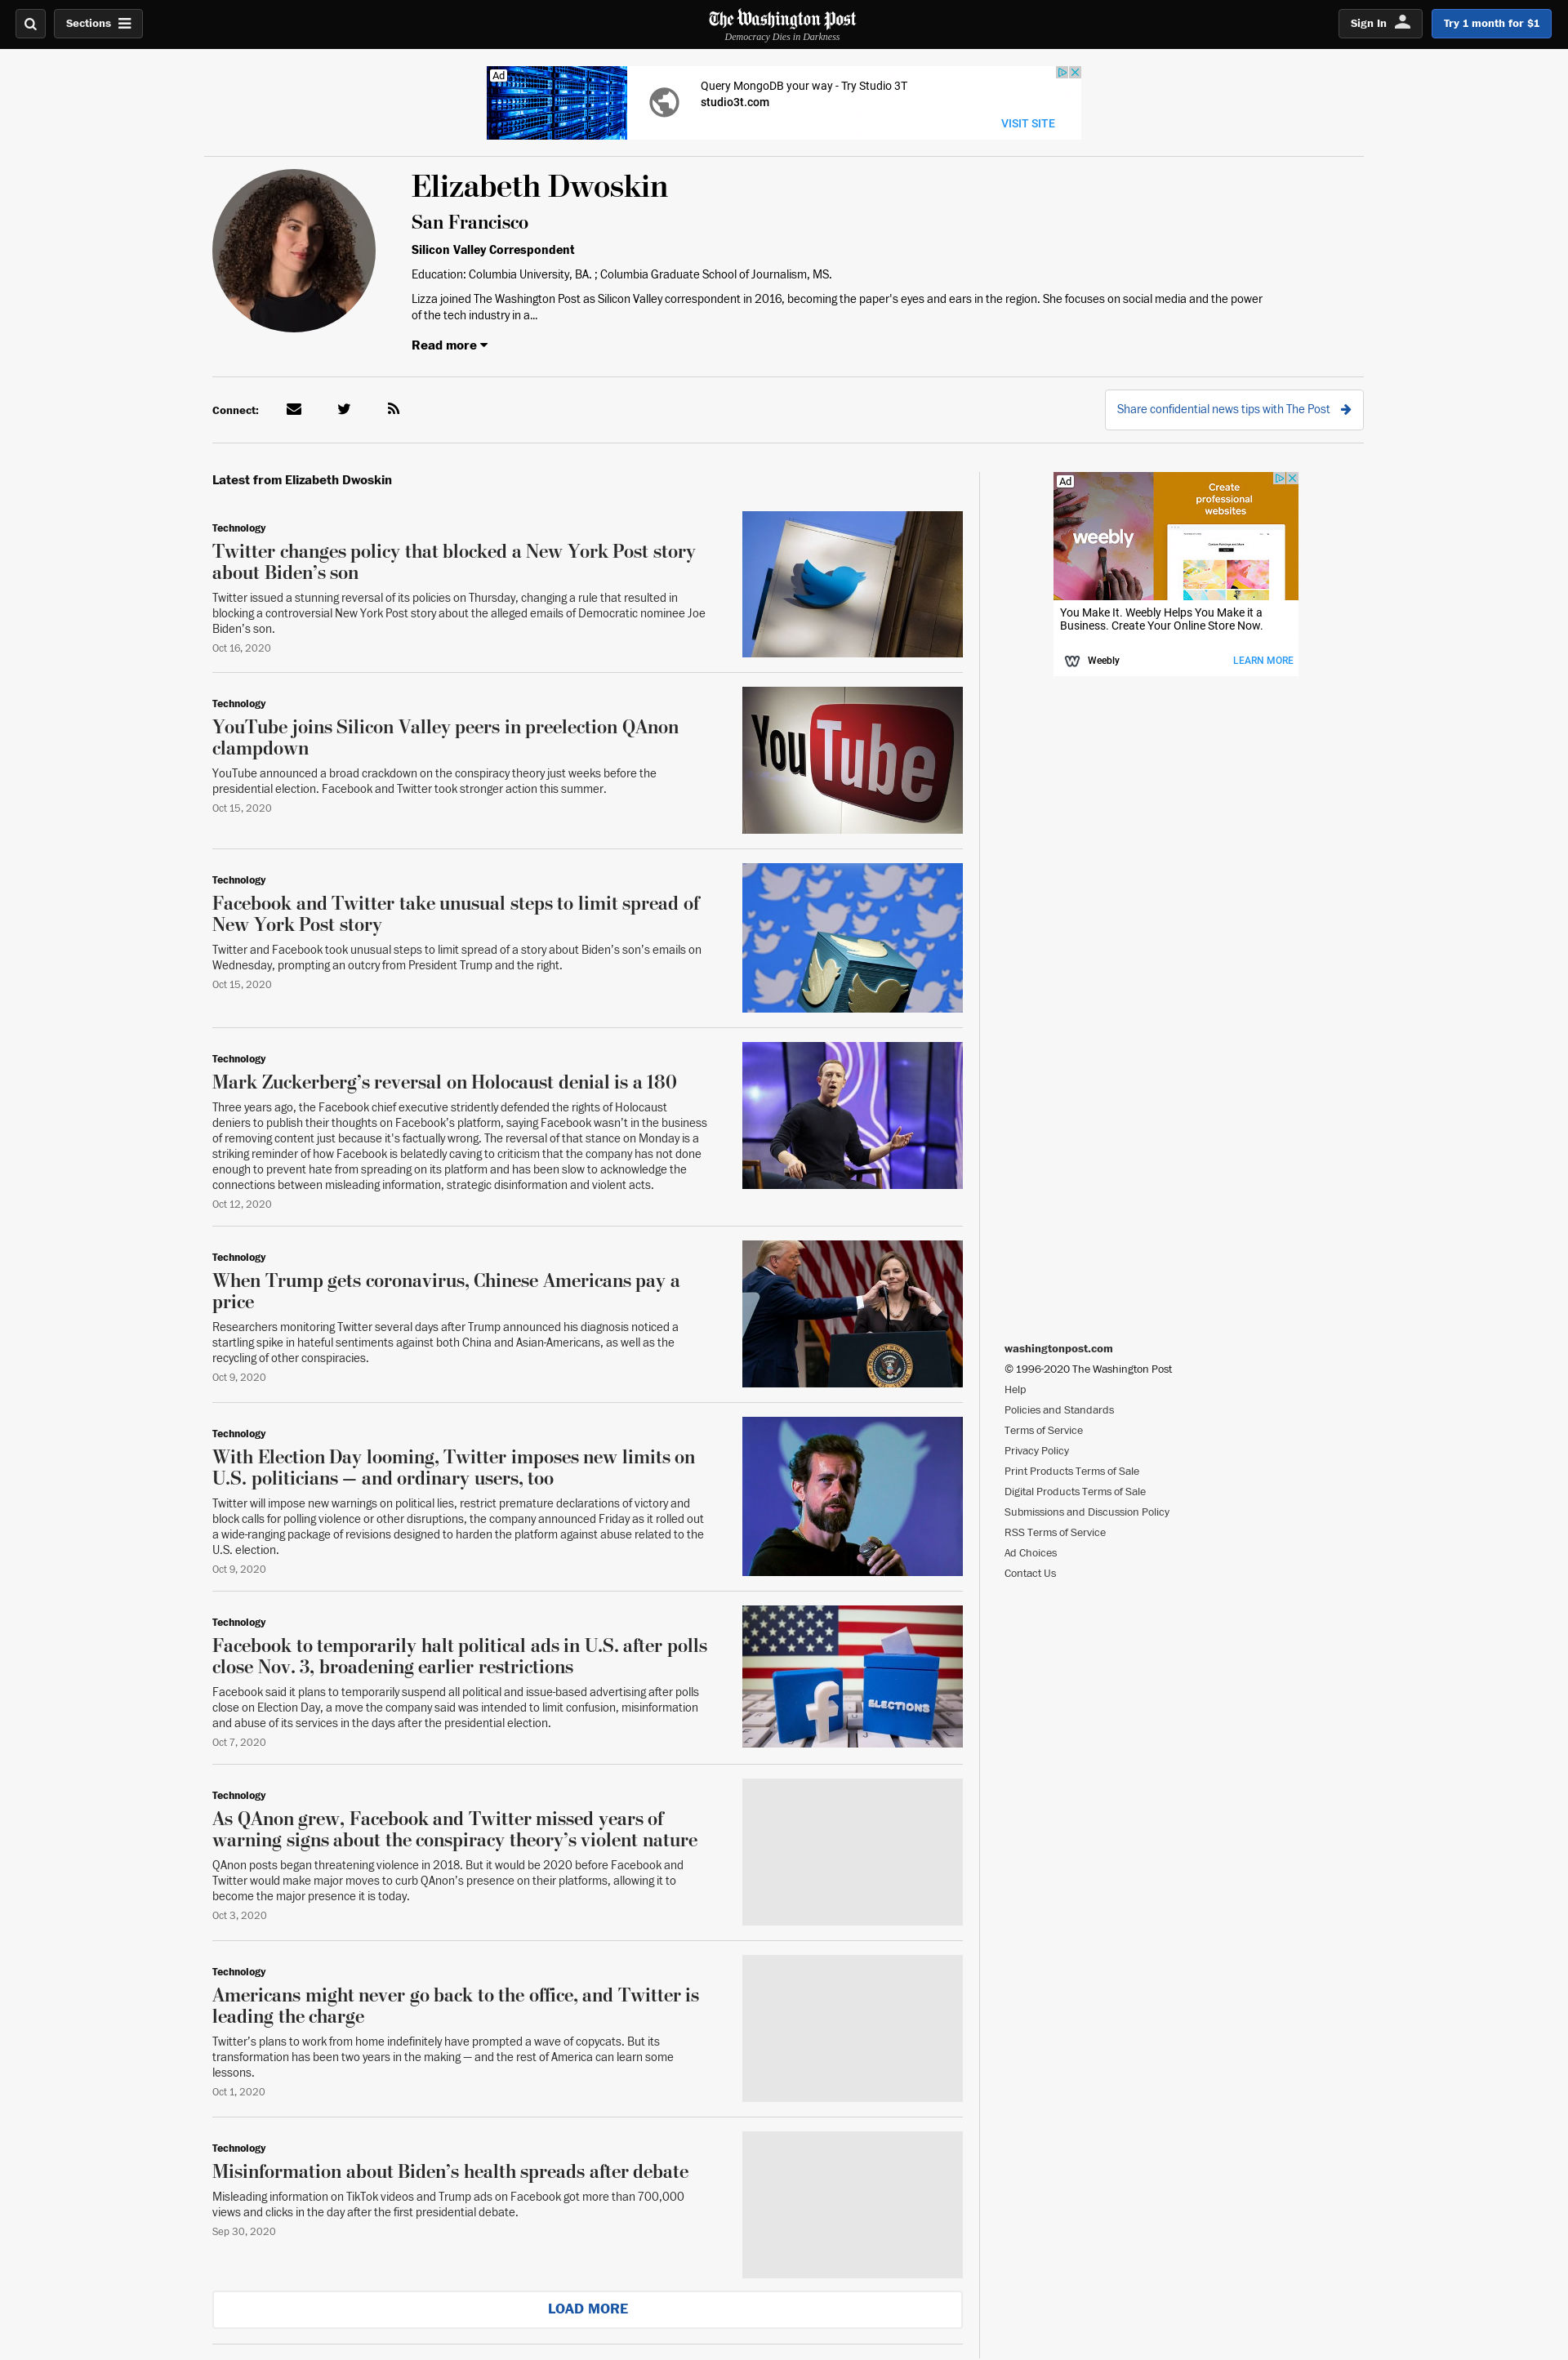 Sections
The Washington Post
Democracy Dies in Darkness
Sign In
Try 1 month for $1
Ad
Query MongoDB your way - Try Studio 3T
studio3t.com
VISIT SITE
Elizabeth Dwoskin
San Francisco
Silicon Valley Correspondent
Education: Columbia University, BA. ; Columbia Graduate School of Journalism, MS.
Lizza joined The Washington Post as Silicon Valley correspondent in 2016, becoming the paper's eyes and ears in the region. She focuses on social media and the power
of the tech industry in a...
Read more
Connect:
Share confidential news tips with The Post
Latest from Elizabeth Dwoskin
Technology
Twitter changes policy that blocked a New York Post story
about Biden’s son
Twitter issued a stunning reversal of its policies on Thursday, changing a rule that resulted in
blocking a controversial New York Post story about the alleged emails of Democratic nominee Joe
Biden’s son.
Oct 16, 2020
Technology
YouTube joins Silicon Valley peers in preelection QAnon
clampdown
YouTube announced a broad crackdown on the conspiracy theory just weeks before the
presidential election. Facebook and Twitter took stronger action this summer.
Oct 15, 2020
YouTube
Technology
Facebook and Twitter take unusual steps to limit spread of
New York Post story
Twitter and Facebook took unusual steps to limit spread of a story about Biden’s son’s emails on
Wednesday, prompting an outcry from President Trump and the right.
Oct 15, 2020
Technology
Mark Zuckerberg’s reversal on Holocaust denial is a 180
Three years ago, the Facebook chief executive stridently defended the rights of Holocaust
deniers to publish their thoughts on Facebook’s platform, saying Facebook wasn’t in the business
of removing content just because it’s factually wrong. The reversal of that stance on Monday is a
striking reminder of how Facebook is belatedly caving to criticism that the company has not done
enough to prevent hate from spreading on its platform and has been slow to acknowledge the
connections between misleading information, strategic disinformation and violent acts.
Oct 12, 2020
Technology
When Trump gets coronavirus, Chinese Americans pay a
price
Researchers monitoring Twitter several days after Trump announced his diagnosis noticed a
startling spike in hateful sentiments against both China and Asian-Americans, as well as the
recycling of other conspiracies.
Oct 9, 2020
Technology
With Election Day looming, Twitter imposes new limits on
U.S. politicians — and ordinary users, too
Twitter will impose new warnings on political lies, restrict premature declarations of victory and
block calls for polling violence or other disruptions, the company announced Friday as it rolled out
a wide-ranging package of revisions designed to harden the platform against abuse related to the
U.S. election.
Oct 9, 2020
Technology
Facebook to temporarily halt political ads in U.S. after polls
close Nov. 3, broadening earlier restrictions
Facebook said it plans to temporarily suspend all political and issue-based advertising after polls
close on Election Day, a move the company said was intended to limit confusion, misinformation
and abuse of its services in the days after the presidential election.
Oct 7, 2020
ELECTIONS
Technology
As QAnon grew, Facebook and Twitter missed years of
warning signs about the conspiracy theory’s violent nature
QAnon posts began threatening violence in 2018. But it would be 2020 before Facebook and
Twitter would make major moves to curb QAnon’s presence on their platforms, allowing it to
become the major presence it is today.
Oct 3, 2020
Technology
Americans might never go back to the office, and Twitter is
leading the charge
Twitter’s plans to work from home indefinitely have prompted a wave of copycats. But its
transformation has been two years in the making — and the rest of America can learn some
lessons.
Oct 1, 2020
Technology
Misinformation about Biden’s health spreads after debate
Misleading information on TikTok videos and Trump ads on Facebook got more than 700,000
views and clicks in the day after the first presidential debate.
Sep 30, 2020
LOAD MORE
Ad
weebly
Create
professional
websites
You Make It. Weebly Helps You Make it a
Business. Create Your Online Store Now.
Weebly
LEARN MORE
washingtonpost.com
© 1996-2020 The Washington Post
Help
Policies and Standards
Terms of Service
Privacy Policy
Print Products Terms of Sale
Digital Products Terms of Sale
Submissions and Discussion Policy
RSS Terms of Service
Ad Choices
Contact Us